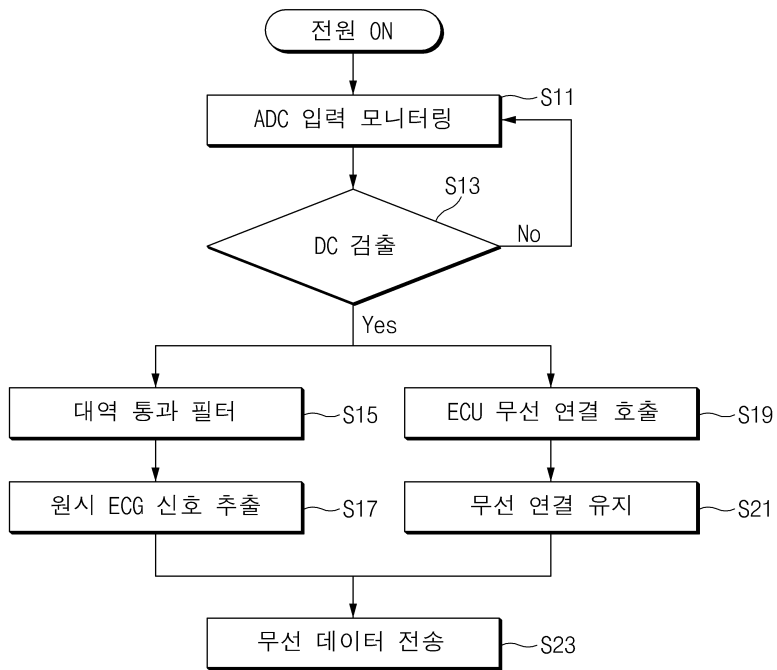 전원 ON
S11
ADC 입력 모니터링
S13
DC 검출
No
Yes
대역 통과 필터
S15
ECU 무선 연결 호출
S19
원시 ECG 신호 추출
S17
무선 연결 유지
S21
무선 데이터 전송
S23